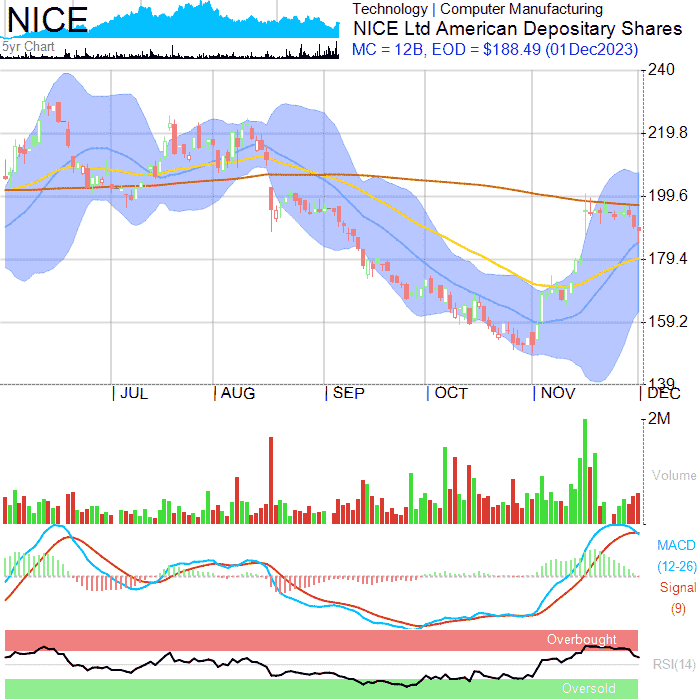 NICE
5yr Chart
Technology | Computer Manufacturing
NICE Ltd American Depositary Shares
MC = 12B, EOD = $188.49 (01Dec2023)
240
219.8
199.6
179.4
159.2
139
JUL AUG SEP OCT NOV DEC
2M
Volume
MACD
(12-26)
Signal
(9)
Overbought
RSI(14)
Oversold